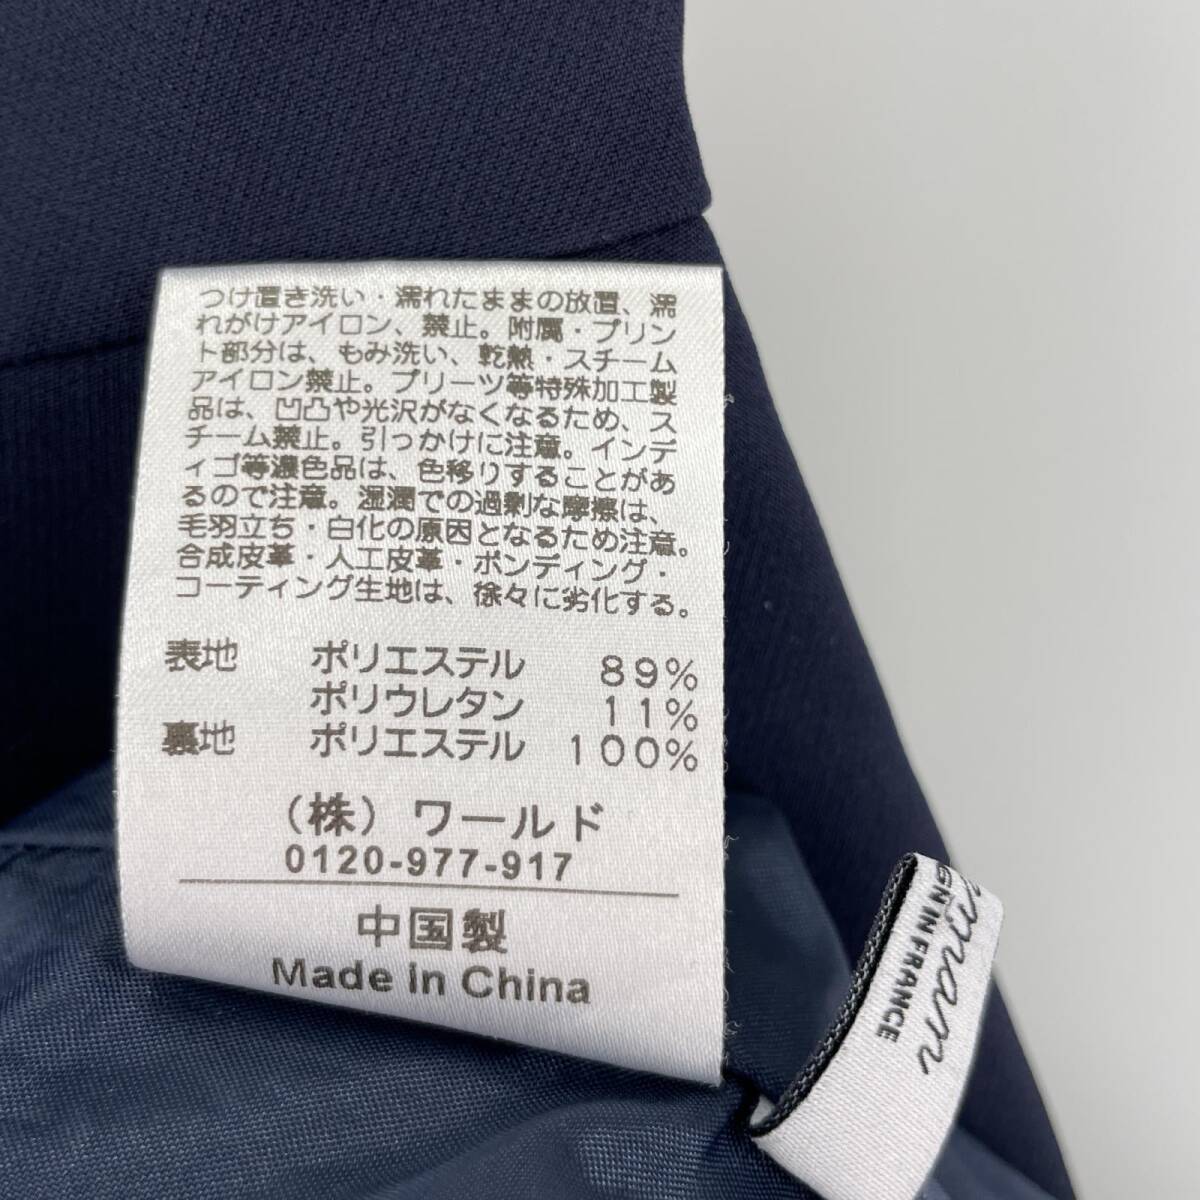 つけ置き洗い・濡れたままの放置、濡
れがけアイロン、禁止。附属・プリン
ト部分は、もみ洗い、乾熱・スチーム
アイロン禁止。プリーツ等特殊加工製
品は、凹凸や光沢がなくなるため、ス
チーム禁止。引っかけに注意。インデ
ィゴ等濃色品は、色移りすることがあ
るので注意。湿潤での過剰な摩擦は、
毛羽立ち・白化の原因となるため注意。
合成皮革・人工皮革・ボンディング・
コーティング生地は、徐々に劣化する。
表地 ポリエステル 89%
ポリウレタン 11%
裏地 ポリエステル 100%
（株）ワールド
0120-977-917
中国製
Made in China
IN FRANCE